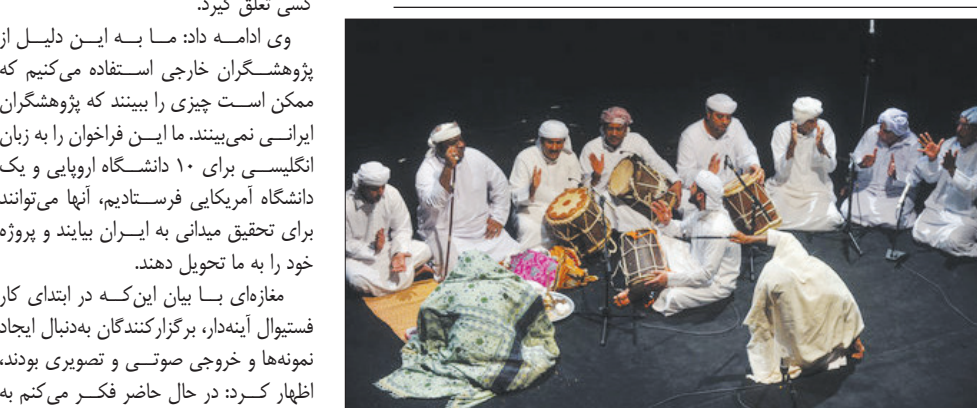 کسی تعلق گیرد.
وی ادامه داد: ما به این دلیل از
پژوهشگران خارجی استفاده می‌کنیم که
ممکن است چیزی را ببینند که پژوهشگران
ایرانی نمی‌بینند. ما این فراخوان را به زبان
انگلیسی برای ۱۰ دانشگاه اروپایی و یک
دانشگاه آمریکایی فرستادیم، آنها می‌توانند
برای تحقیق میدانی به ایران بیایند و پروژه
خود را به ما تحویل دهند.
مغازه‌ای با بیان این‌که در ابتدای کار
فستیوال آینه‌دار، برگزارکنندگان به‌دنبال ایجاد
نمونه‌ها و خروجی صوتی و تصویری بودند،
اظهار کرد: در حال حاضر فکر می‌کنم به